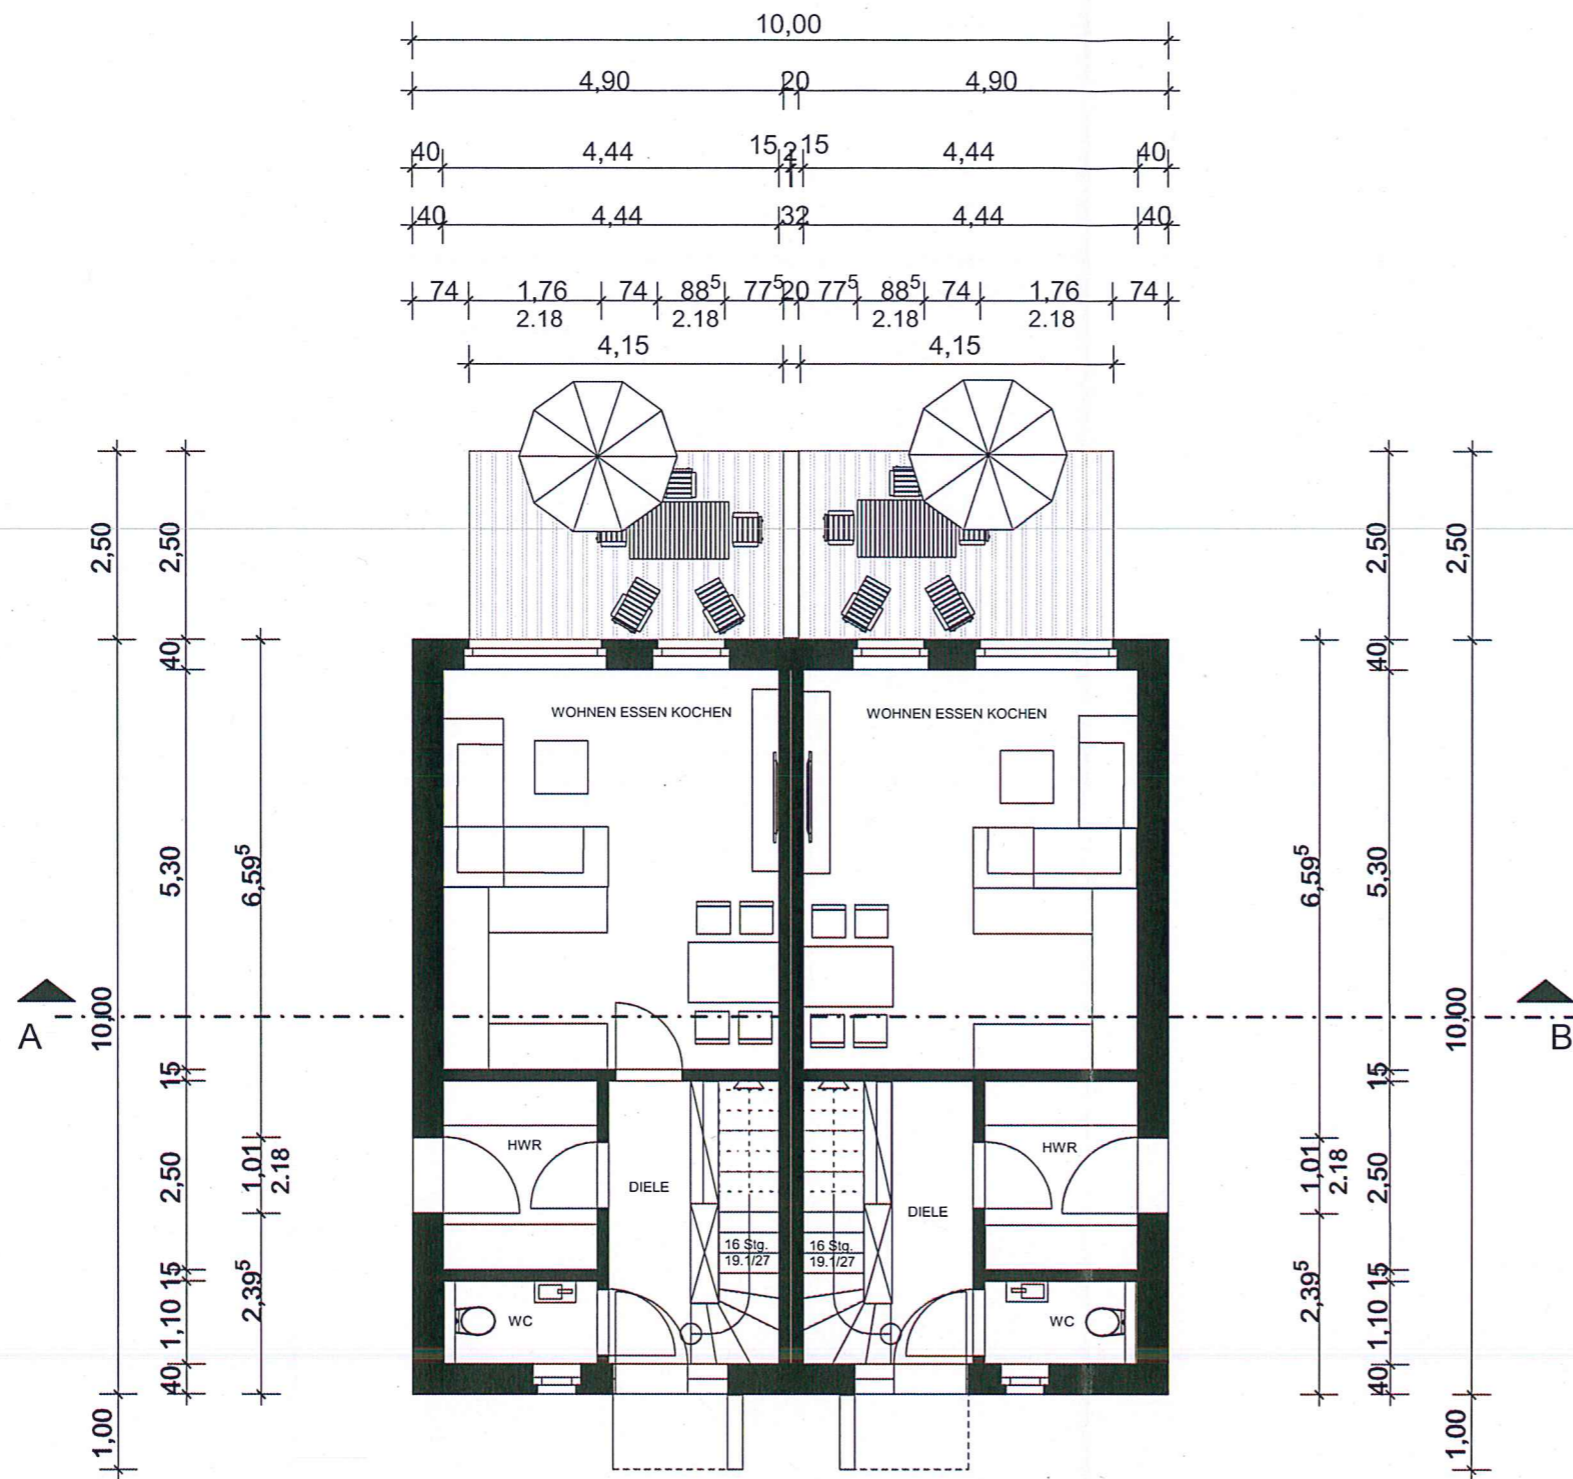 10,00
4,90 20 4,90
40 4,44 15 2 15 4,44 40
40 4,44 32 4,44 40
74 1,76 74 88⁵ 77⁵ 20 77⁵ 88⁵ 74 1,76 74
2.18 2.18 2.18 2.18
4,15 4,15
2,50
10,00
1,00
2,50
40
5,30
15
2,50
15
1,10
40
6,59⁵
1,01
2.18
2,39⁵
WOHNEN ESSEN KOCHEN
WOHNEN ESSEN KOCHEN
A
B
HWR
HWR
DIELE
DIELE
16 Stg.
19.1/27
16 Stg.
19.1/27
WC
WC
6,59⁵
1,01
2.18
2,39⁵
2,50
40
5,30
15
2,50
15
1,10
40
2,50
10,00
1,00